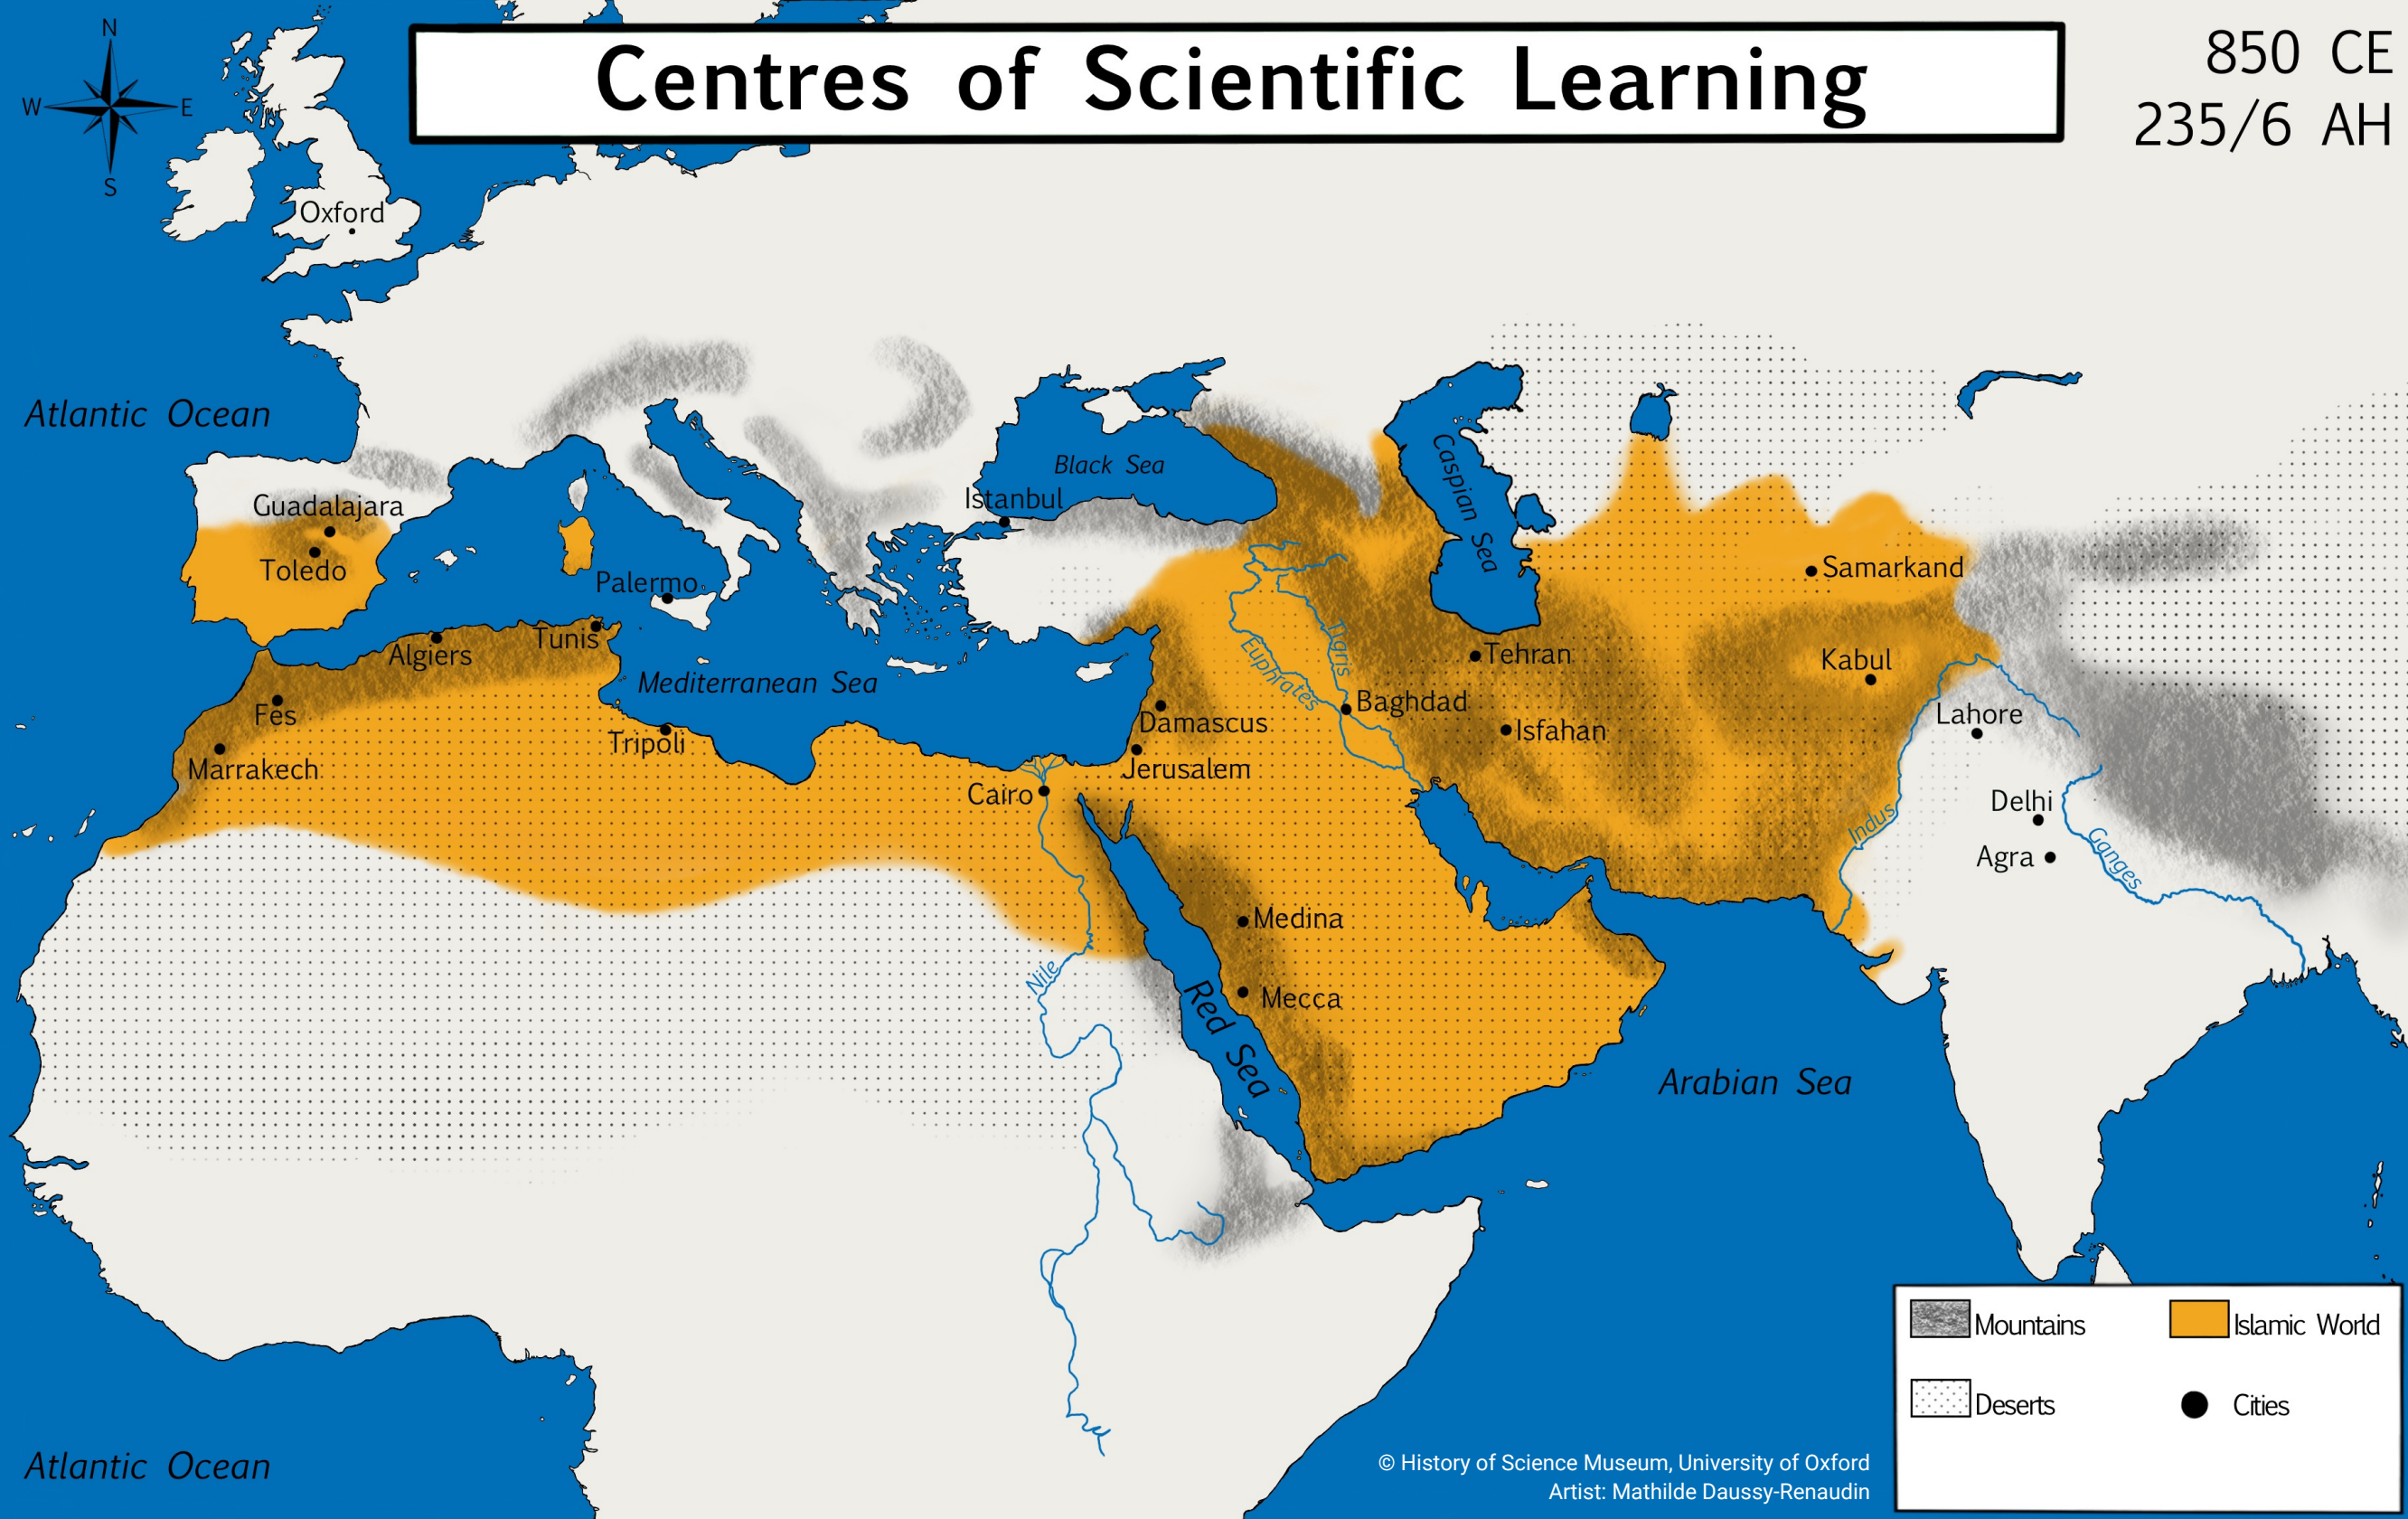 Centres of Scientific Learning
850 CE
235/6 AH
N
W
E
S
Oxford
Atlantic Ocean
Black Sea
Caspian Sea
Istanbul
Guadalajara
Toledo
Palermo
Samarkand
Tunis
Algiers
Mediterranean Sea
Tigris
Euphrates
Tehran
Kabul
Fes
Baghdad
Lahore
Damascus
Isfahan
Tripoli
Marrakech
Jerusalem
Cairo
Delhi
Indus
Agra
Ganges
Medina
Nile
Mecca
Red Sea
Arabian Sea
Mountains
Islamic World
Deserts
Cities
Atlantic Ocean
© History of Science Museum, University of Oxford
Artist: Mathilde Daussy-Renaudin